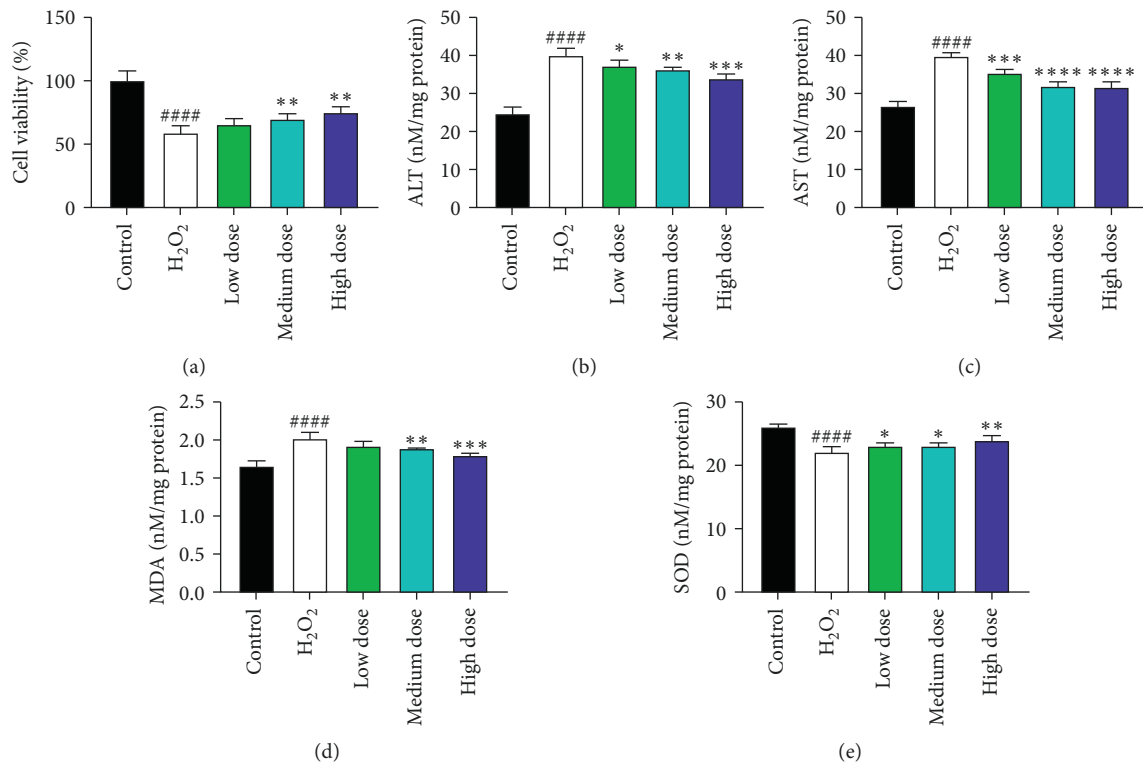 Cell viability (%)
150
100
50
0
####
**
**
Control
H2O2
Low dose
Medium dose
High dose
(a)
ALT (nM/mg protein)
50
40
30
20
10
0
####
*
**
***
Control
H2O2
Low dose
Medium dose
High dose
(b)
AST (nM/mg protein)
50
40
30
20
10
0
####
***
****
****
Control
H2O2
Low dose
Medium dose
High dose
(c)
MDA (nM/mg protein)
2.5
2.0
1.5
1.0
0.5
0.0
####
**
***
Control
H2O2
Low dose
Medium dose
High dose
(d)
SOD (nM/mg protein)
30
20
10
0
####
*
*
**
Control
H2O2
Low dose
Medium dose
High dose
(e)